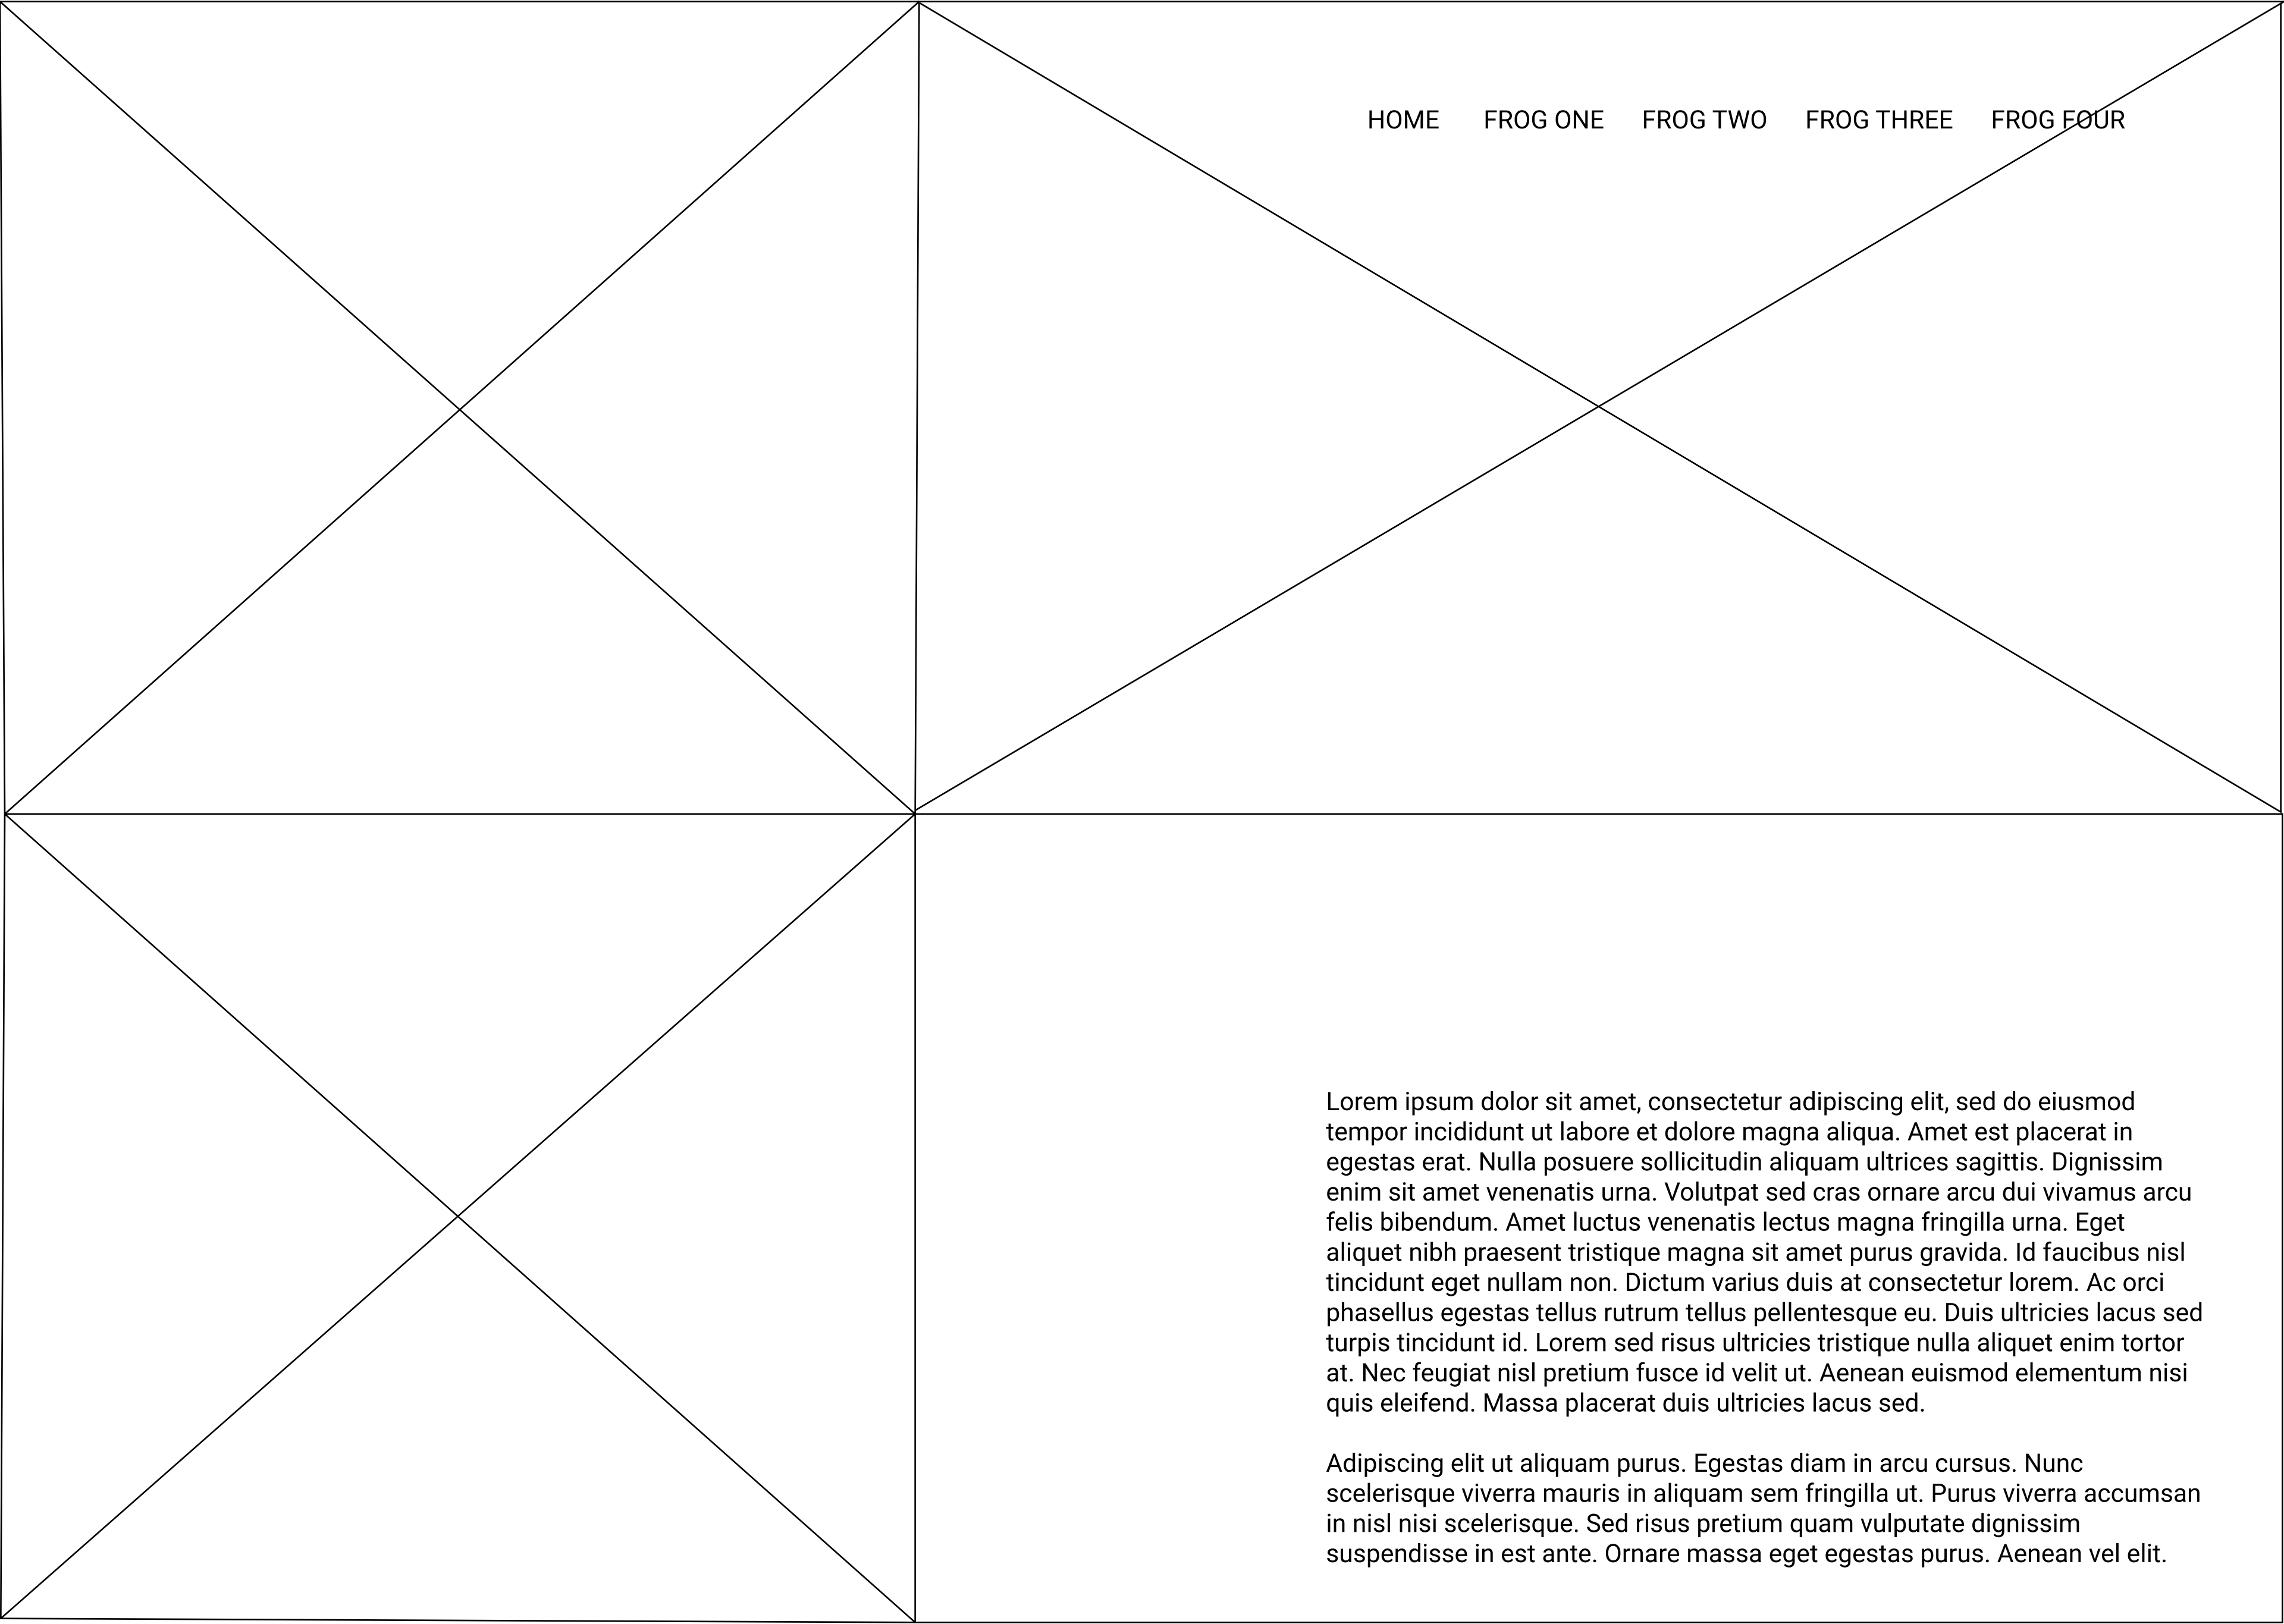 HOME FROG ONE FROG TWO FROG THREE FROG FOUR
Lorem ipsum dolor sit amet, consectetur adipiscing elit, sed do eiusmod
tempor incididunt ut labore et dolore magna aliqua. Amet est placerat in
egestas erat. Nulla posuere sollicitudin aliquam ultrices sagittis. Dignissim
enim sit amet venenatis urna. Volutpat sed cras ornare arcu dui vivamus arcu
felis bibendum. Amet luctus venenatis lectus magna fringilla urna. Eget
aliquet nibh praesent tristique magna sit amet purus gravida. Id faucibus nisl
tincidunt eget nullam non. Dictum varius duis at consectetur lorem. Ac orci
phasellus egestas tellus rutrum tellus pellentesque eu. Duis ultricies lacus sed
turpis tincidunt id. Lorem sed risus ultricies tristique nulla aliquet enim tortor
at. Nec feugiat nisl pretium fusce id velit ut. Aenean euismod elementum nisi
quis eleifend. Massa placerat duis ultricies lacus sed.
Adipiscing elit ut aliquam purus. Egestas diam in arcu cursus. Nunc
scelerisque viverra mauris in aliquam sem fringilla ut. Purus viverra accumsan
in nisl nisi scelerisque. Sed risus pretium quam vulputate dignissim
suspendisse in est ante. Ornare massa eget egestas purus. Aenean vel elit.